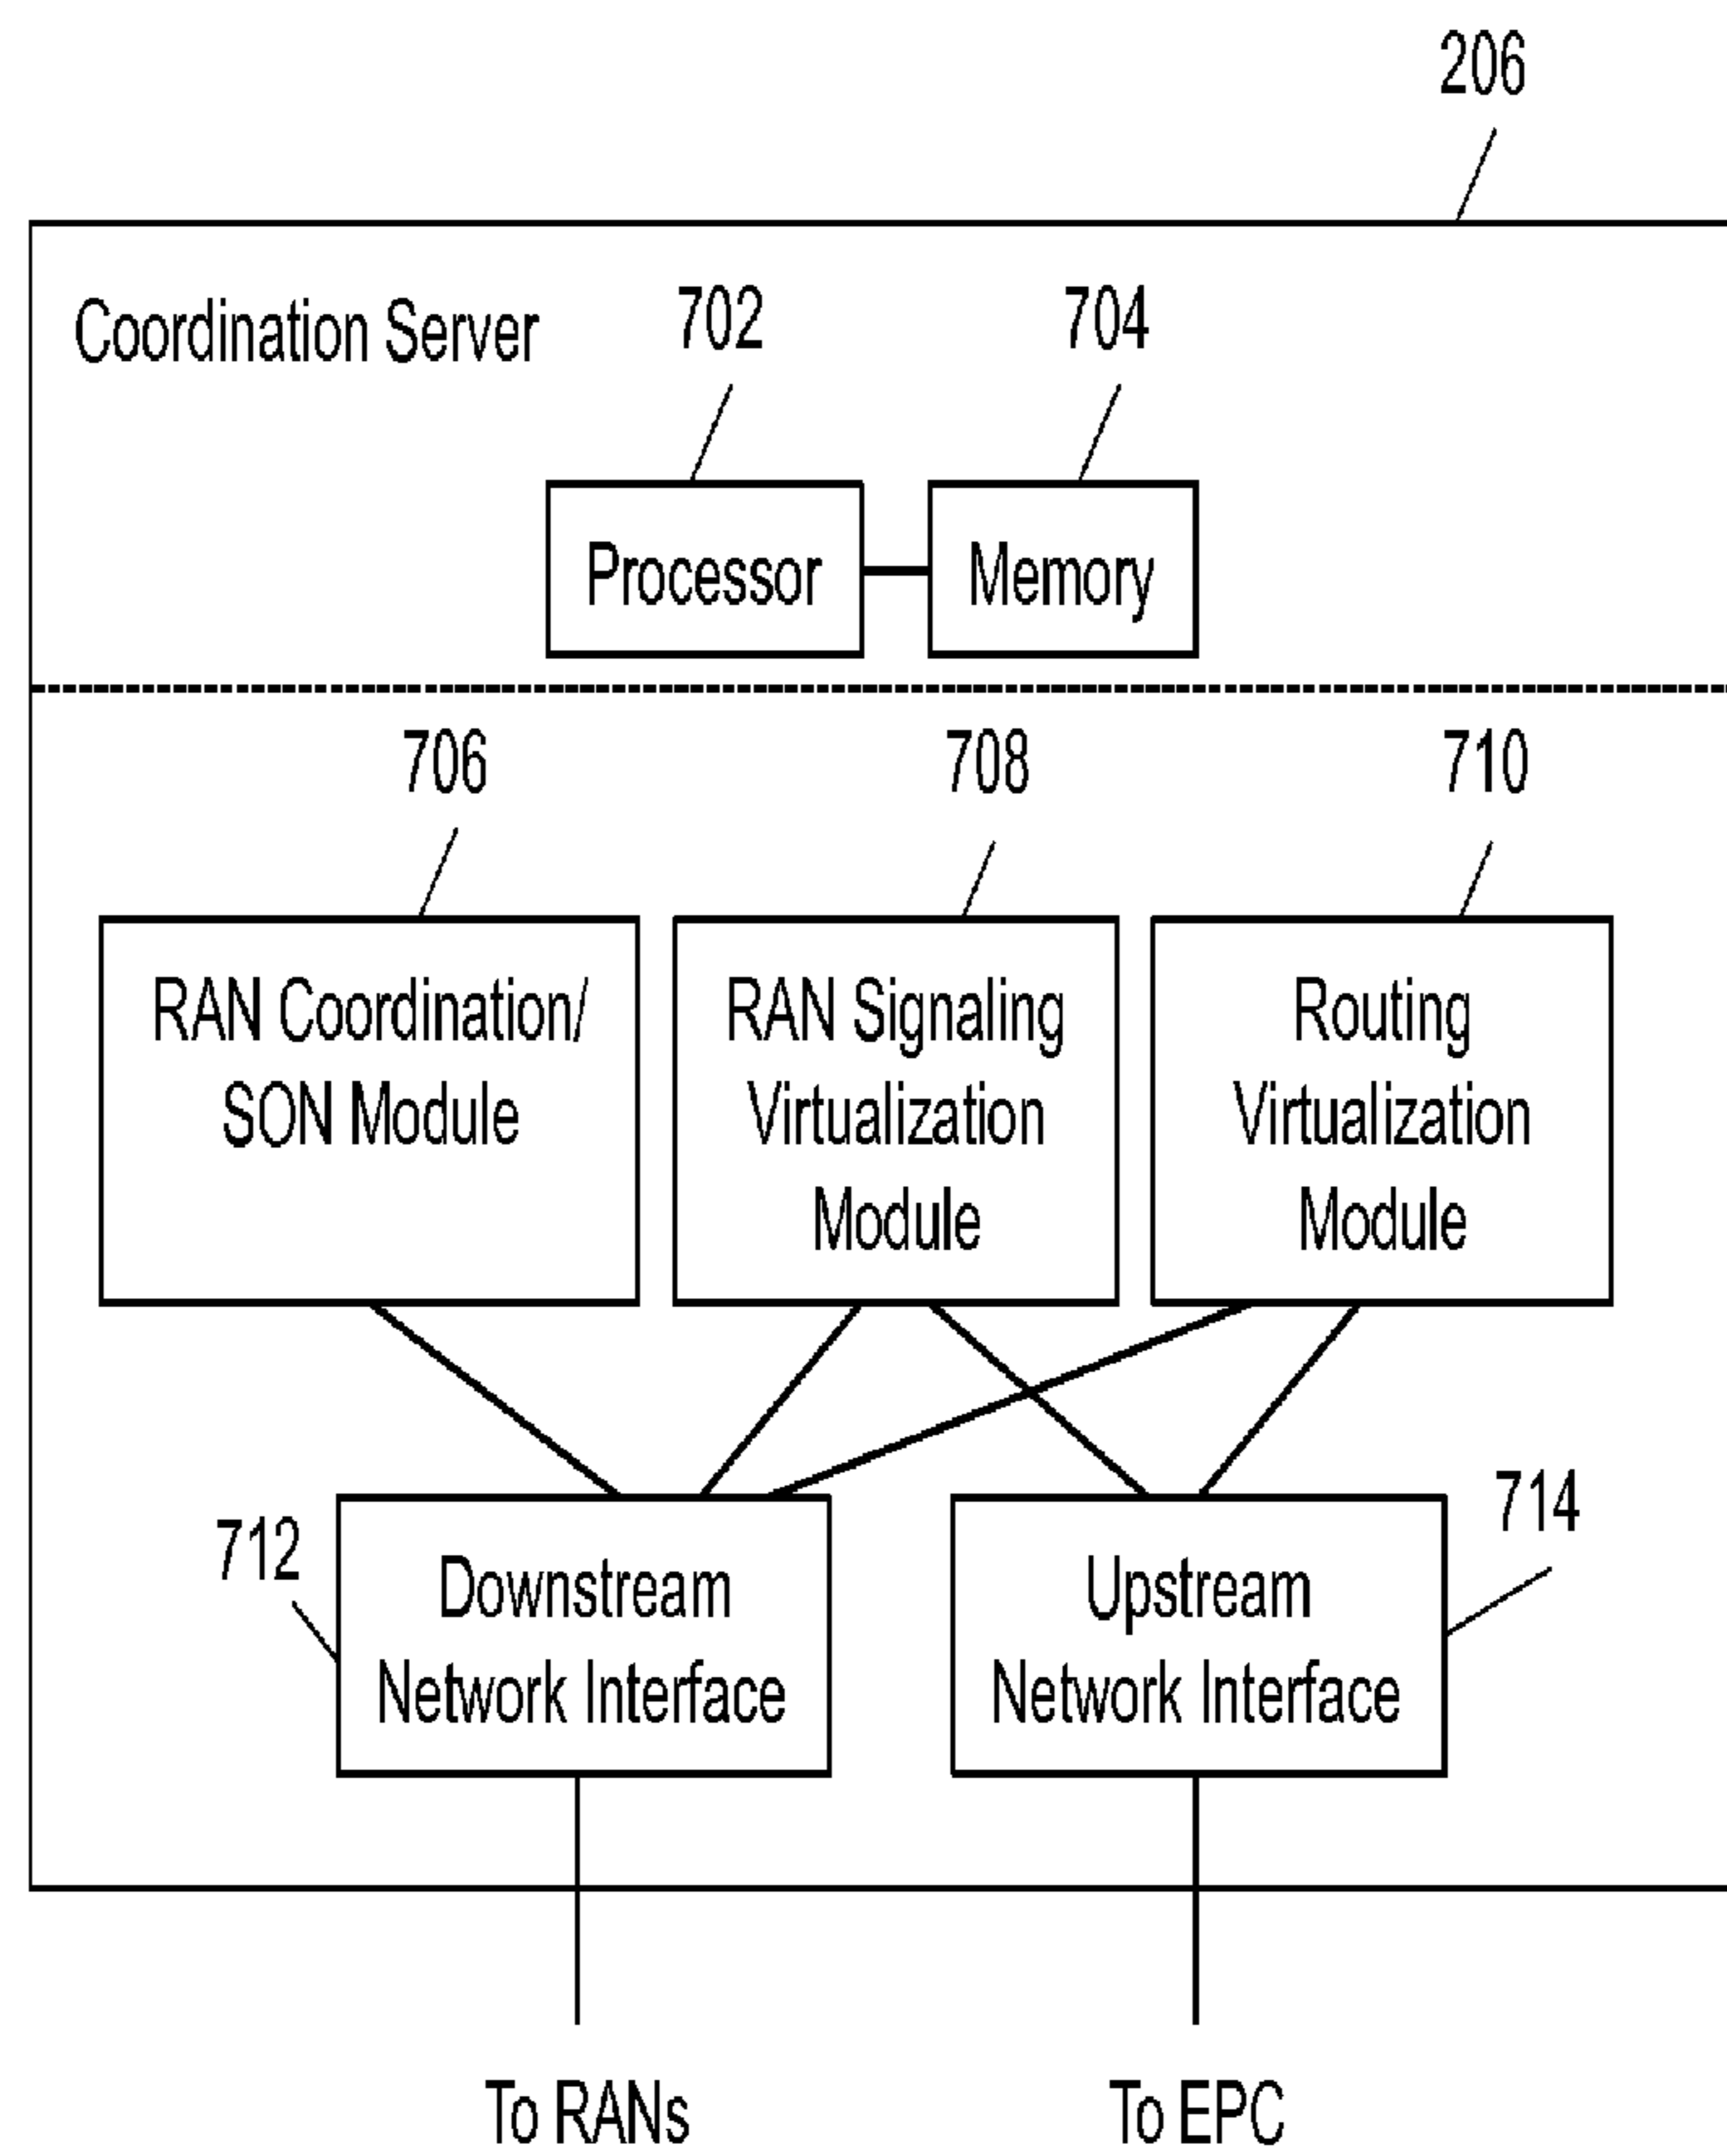 206
Coordination Server
702
704
Processor
Memory
706
708
710
RAN Coordination/
SON Module
RAN Signaling
Virtualization
Module
Routing
Virtualization
Module
712
714
Downstream
Network Interface
Upstream
Network Interface
To RANs
To EPC